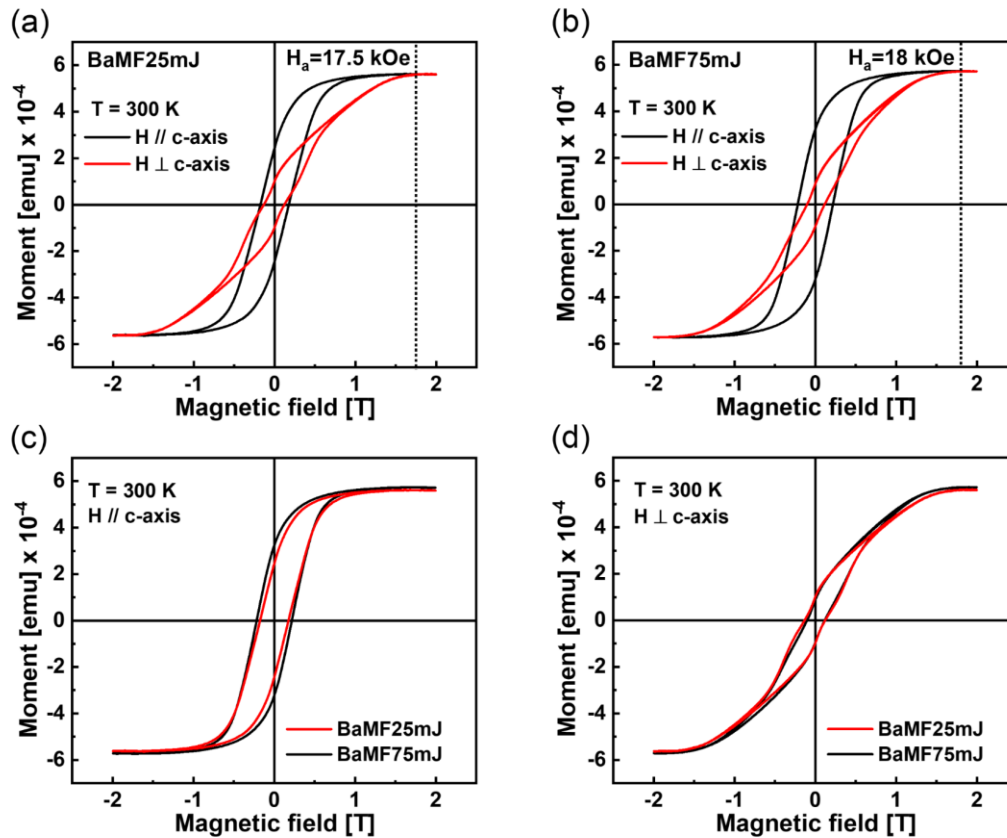 (a)
BaMF25mJ
Hₐ=17.5 kOe
T = 300 K
H // c-axis
H ⊥ c-axis
Moment [emu] x 10⁻⁴
6
4
2
0
-2
-4
-6
-2
-1
0
1
2
Magnetic field [T]
(b)
BaMF75mJ
Hₐ=18 kOe
T = 300 K
H // c-axis
H ⊥ c-axis
Moment [emu] x 10⁻⁴
6
4
2
0
-2
-4
-6
-2
-1
0
1
2
Magnetic field [T]
(c)
T = 300 K
H // c-axis
Moment [emu] x 10⁻⁴
6
4
2
0
-2
-4
-6
BaMF25mJ
BaMF75mJ
-2
-1
0
1
2
Magnetic field [T]
(d)
T = 300 K
H ⊥ c-axis
Moment [emu] x 10⁻⁴
6
4
2
0
-2
-4
-6
BaMF25mJ
BaMF75mJ
-2
-1
0
1
2
Magnetic field [T]